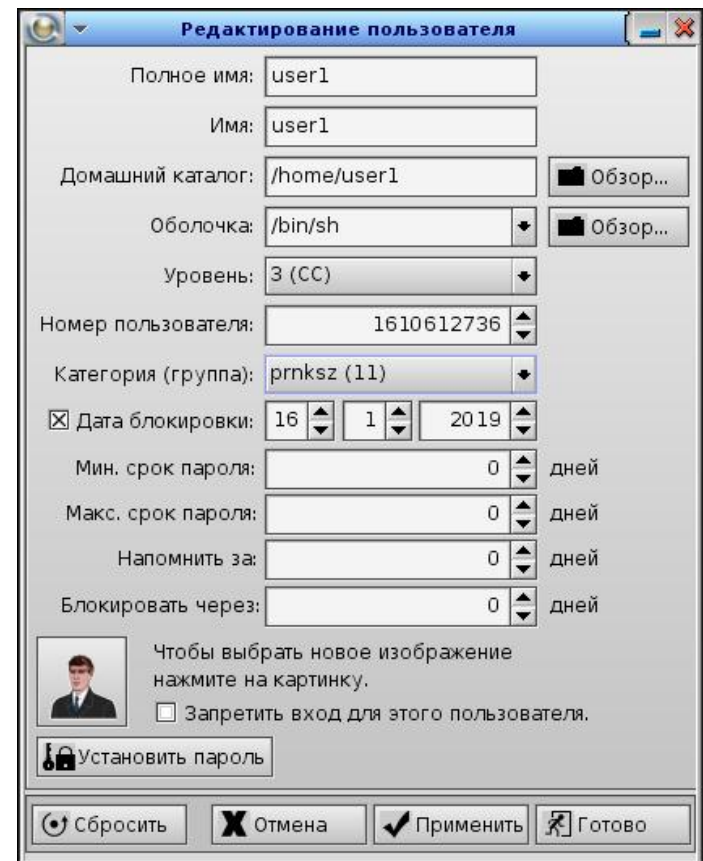 Редактирование пользователя
Полное имя: user1
Имя: user1
Домашний каталог: /home/user1 Обзор...
Оболочка: /bin/sh Обзор...
Уровень: 3 (СС)
Номер пользователя: 1610612736
Категория (группа): prnksz (11)
Дата блокировки: 16 1 2019
Мин. срок пароля: 0 дней
Макс. срок пароля: 0 дней
Напомнить за: 0 дней
Блокировать через: 0 дней
Чтобы выбрать новое изображение
нажмите на картинку.
Запретить вход для этого пользователя.
Установить пароль
Сбросить Отмена Применить Готово